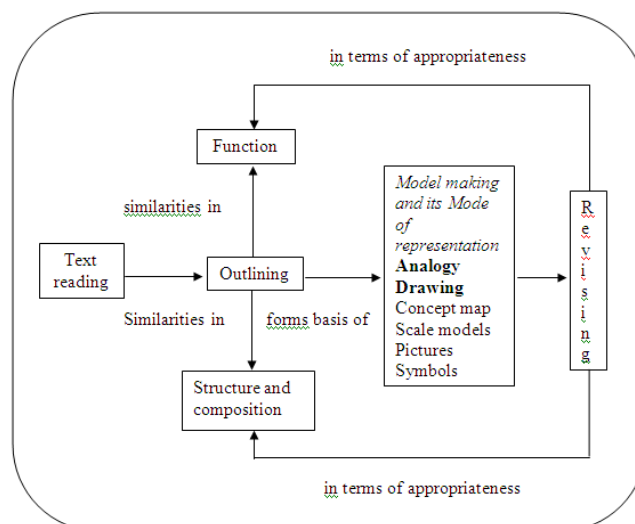 in terms of appropriateness
Function
similarities in
Text
reading
Outlining
Similarities in
forms basis of
Structure and
composition
Model making
and its Mode
of
representation
Analogy
Drawing
Concept map
Scale models
Pictures
Symbols
R
e
v
i
s
i
n
g
in terms of appropriateness